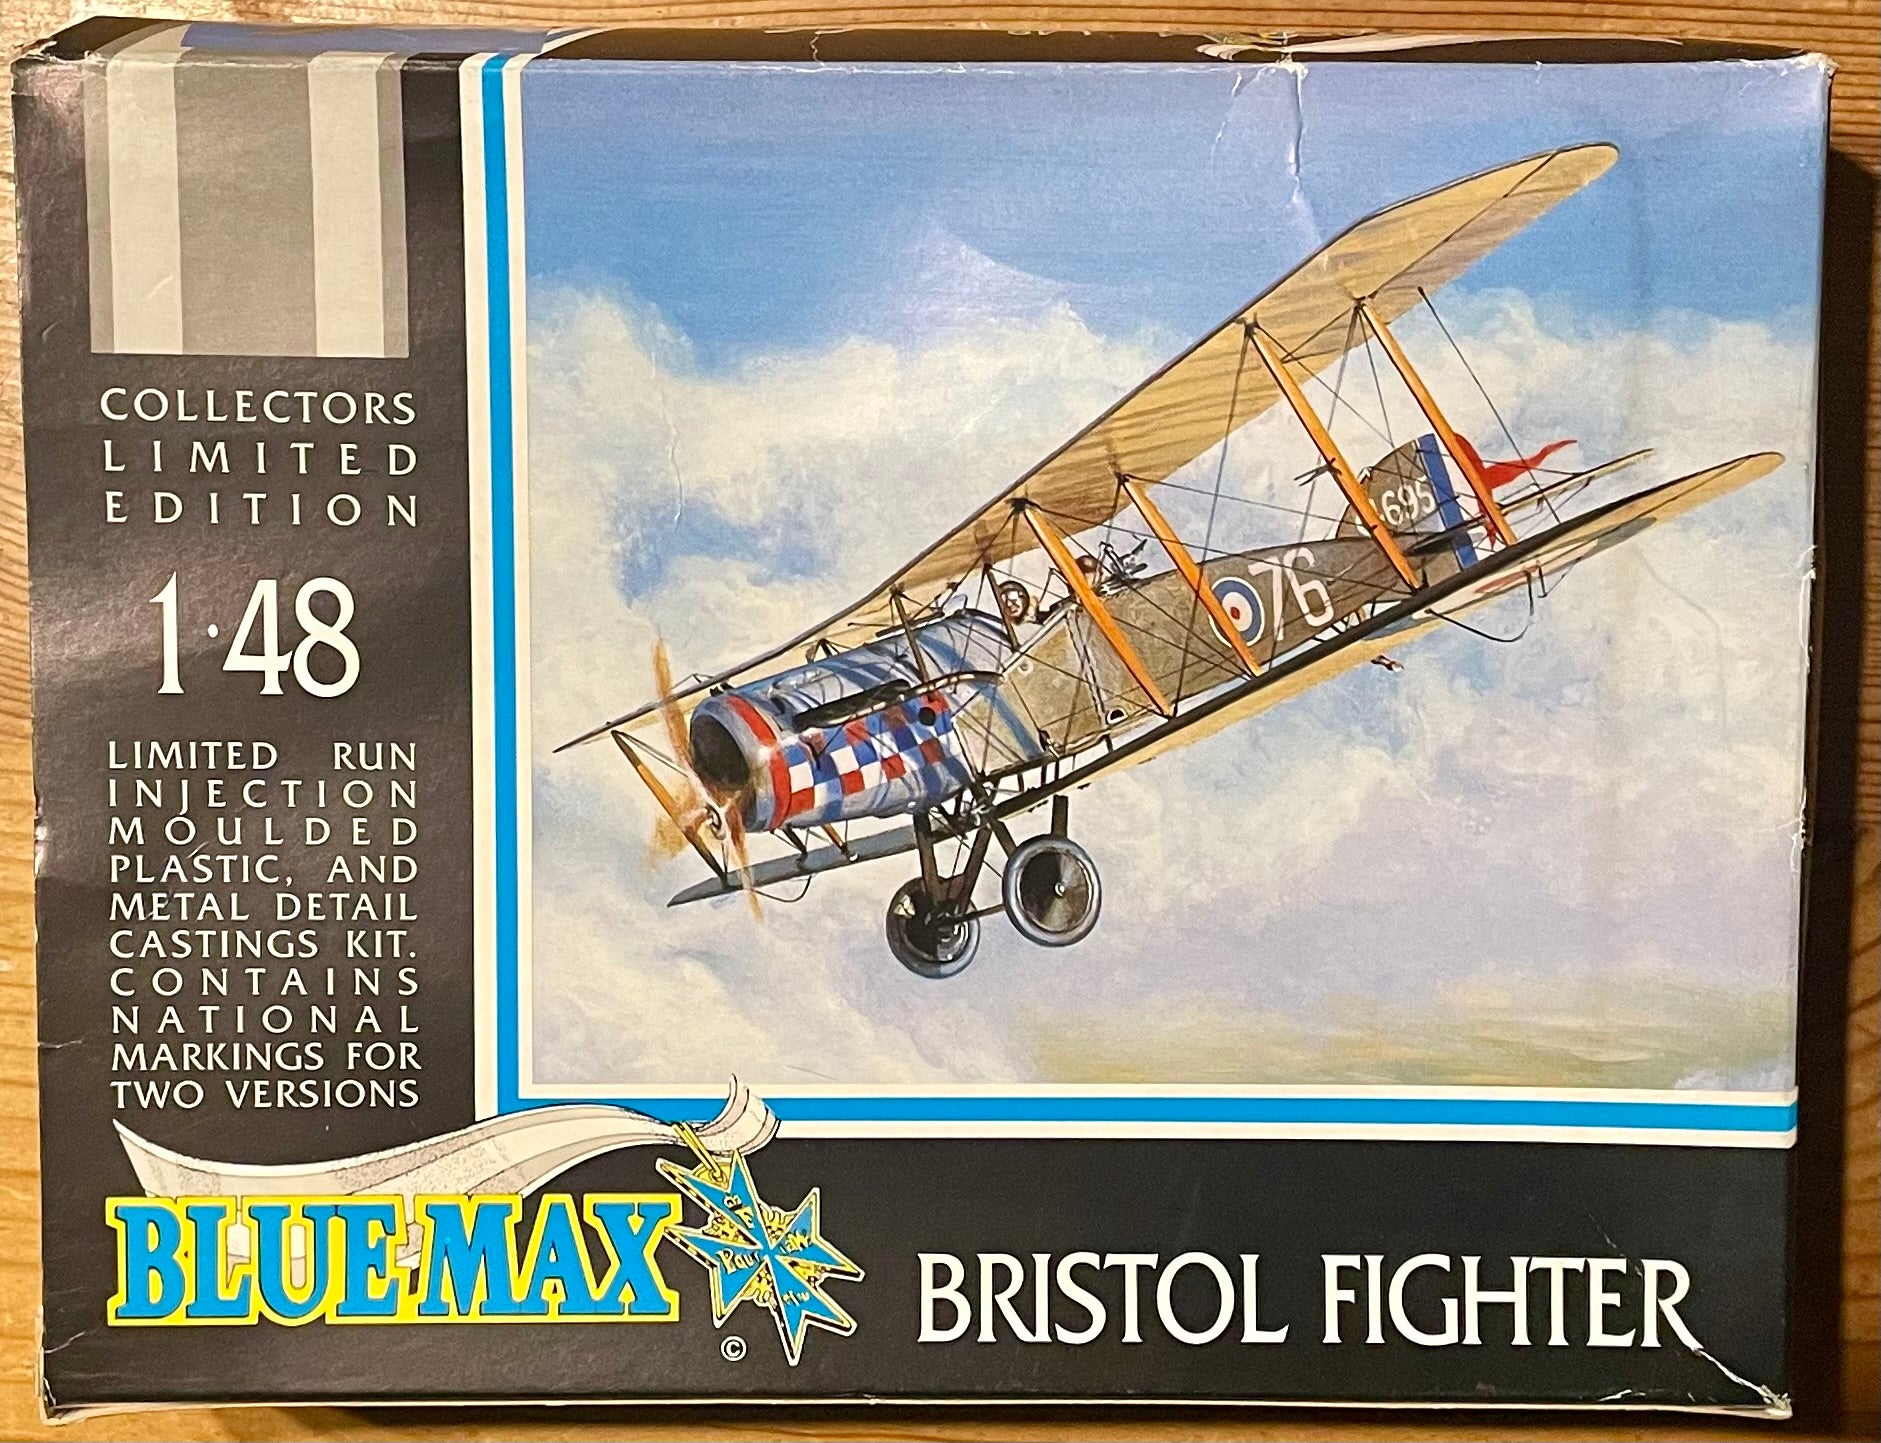 COLLECTORS
LIMITED
EDITION
1·48
LIMITED RUN
INJECTION
MOULDED
PLASTIC, AND
METAL DETAIL
CASTINGS KIT.
CONTAINS
NATIONAL
MARKINGS FOR
TWO VERSIONS
76
695
BLUE MAX
©
BRISTOL FIGHTER